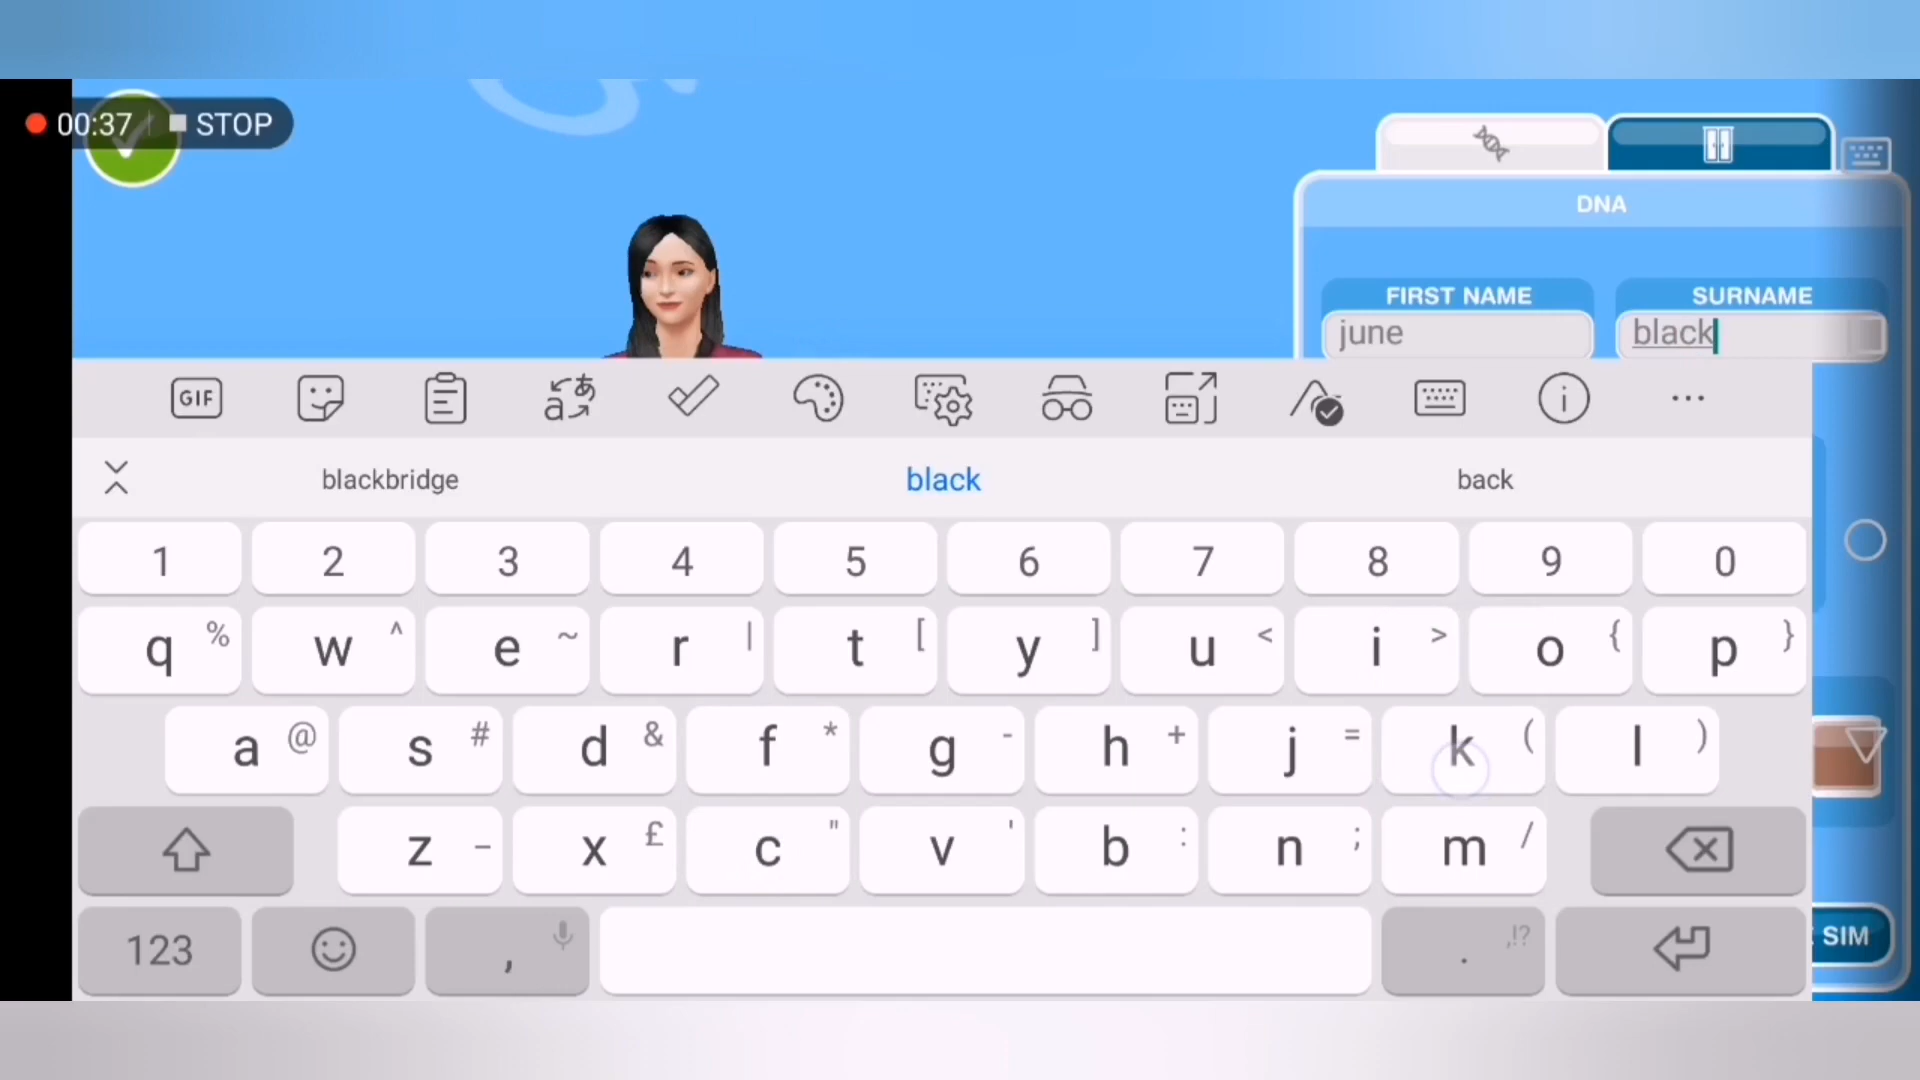 00:37 STOP
DNA
FIRST NAME SURNAME
june black
GIF
blackbridge black back
1 2 3 4 5 6 7 8 9 0
q % w ^ e ~ r | t [ y ] u < i > o { p }
a @ s # d & f * g - h + j = k ( l )
z – x £ c " v ' b : n ; m /
123 , . ,!?
SIM